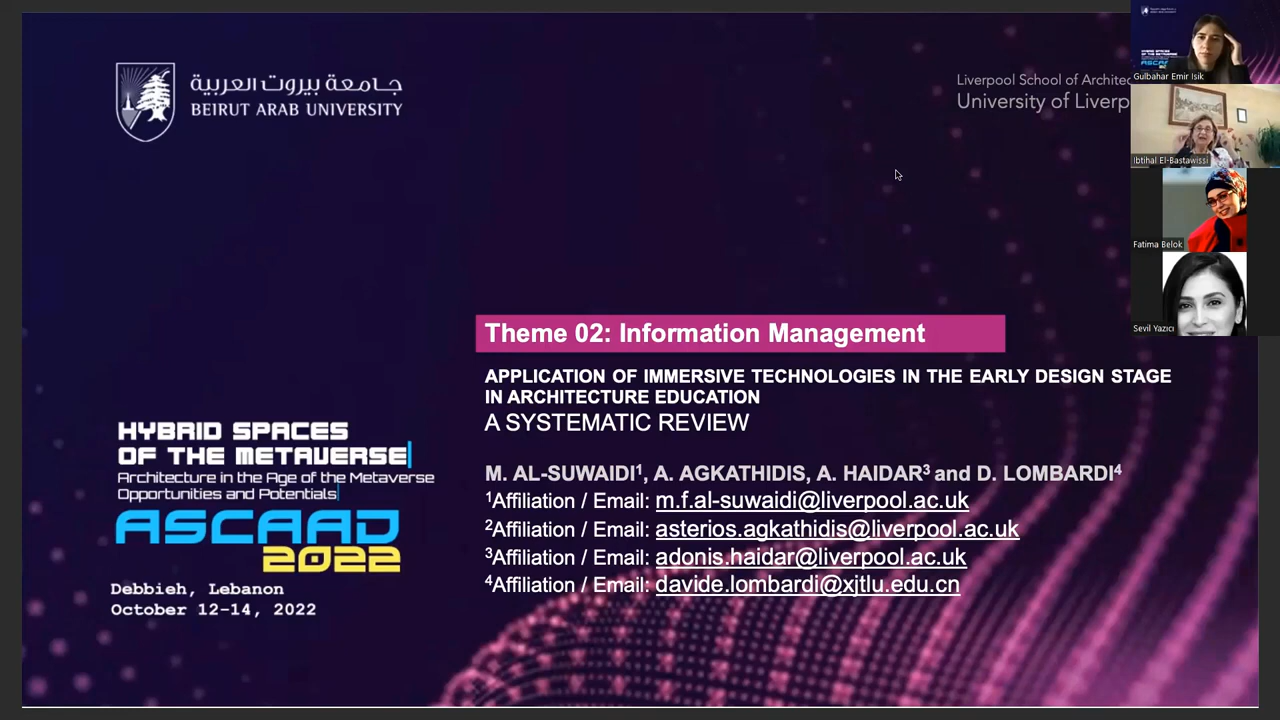 جامعة بيروت العربية
BEIRUT ARAB UNIVERSITY
Liverpool School of Architec
University of Liverp
Theme 02: Information Management
APPLICATION OF IMMERSIVE TECHNOLOGIES IN THE EARLY DESIGN STAGE
IN ARCHITECTURE EDUCATION
A SYSTEMATIC REVIEW
M. AL-SUWAIDI¹, A. AGKATHIDIS, A. HAIDAR³ and D. LOMBARDI⁴
¹Affiliation / Email: m.f.al-suwaidi@liverpool.ac.uk
²Affiliation / Email: asterios.agkathidis@liverpool.ac.uk
³Affiliation / Email: adonis.haidar@liverpool.ac.uk
⁴Affiliation / Email: davide.lombardi@xjtlu.edu.cn
HYBRID SPACES
OF THE METAVERSE
Architecture in the Age of the Metaverse
Opportunities and Potentials
ASCAAD
2022
Debbieh, Lebanon
October 12-14, 2022
Gulbahar Emir Isik
Ibtihal El-Bastawissi
Fatima Belok
Sevil Yazıcı